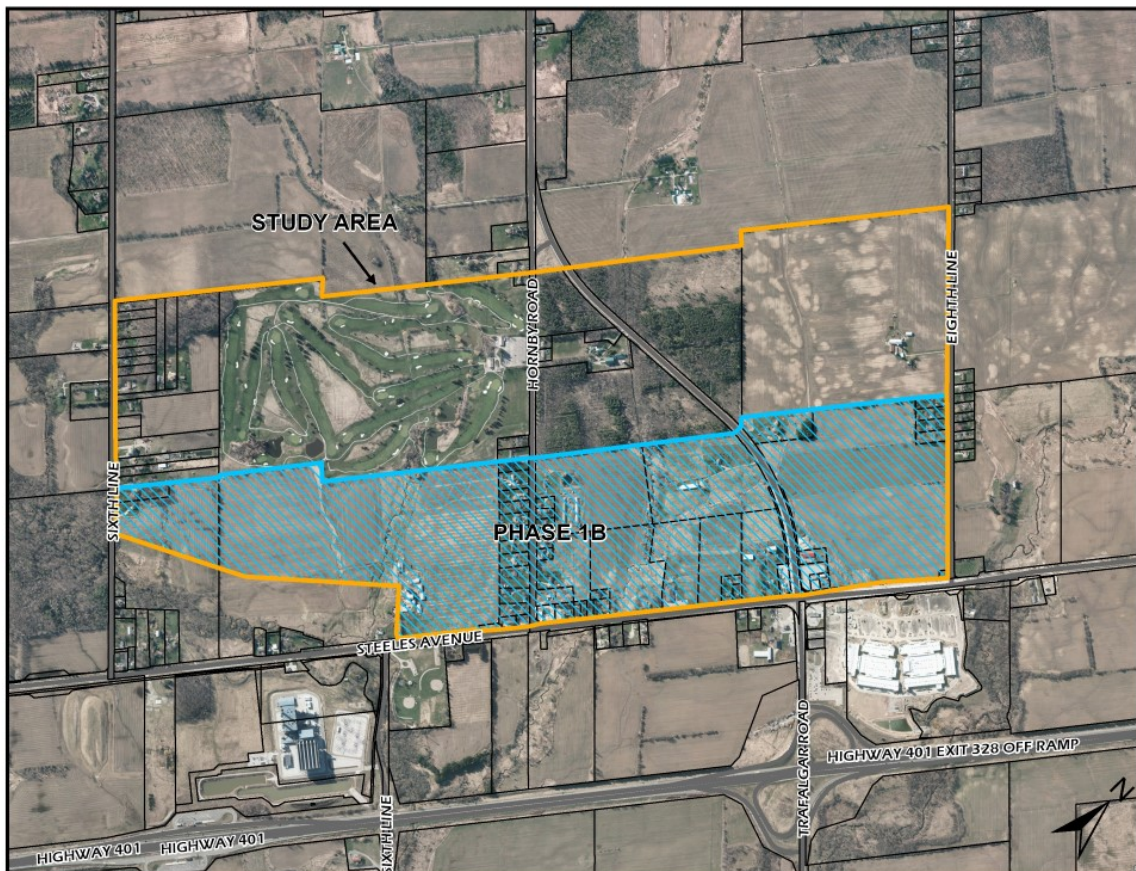 STUDY AREA
HORNBY ROAD
EIGHTH LINE
SIXTH LINE
PHASE 1B
STEELES AVENUE
TRAFALGAR ROAD
HIGHWAY 401 EXIT 328 OFF RAMP
N
SIXTH LINE
HIGHWAY 401
HIGHWAY 401